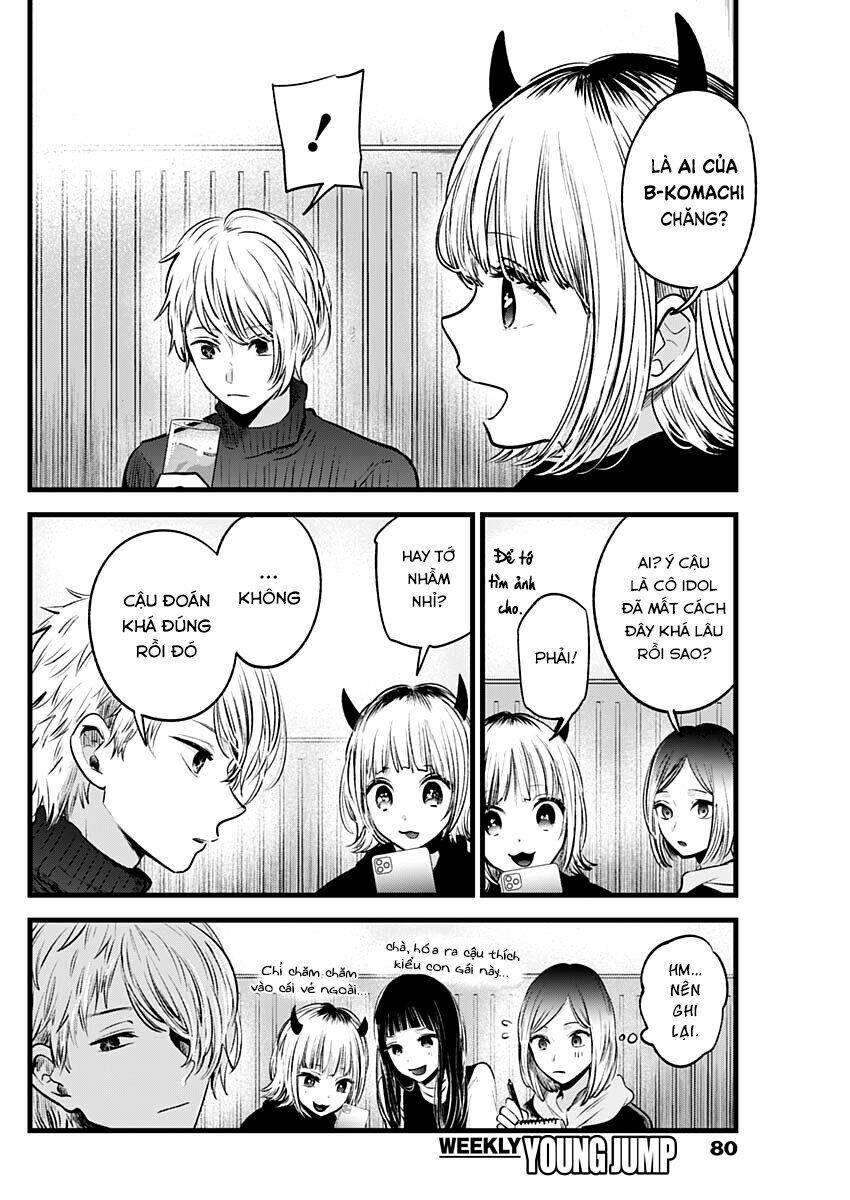 LÀ AI CỦA
B-KOMACHI
CHĂNG?
!
AI? Ý CẬU
LÀ CÔ IDOL
ĐÃ MẤT CÁCH
ĐÂY KHÁ LÂU
RỒI SAO?
PHẢI!
Để tớ
tìm ảnh
cho.
HAY TỚ
NHẦM
NHỈ?
...
KHÔNG
CẬU ĐOÁN
KHÁ ĐÚNG
RỒI ĐÓ
HM...
NÊN
GHI
LẠI.
chà, hóa ra cậu thích
kiểu con gái này...
Chỉ chăm chăm
vào cái vẻ ngoài...
WEEKLY YOUNG JUMP 80